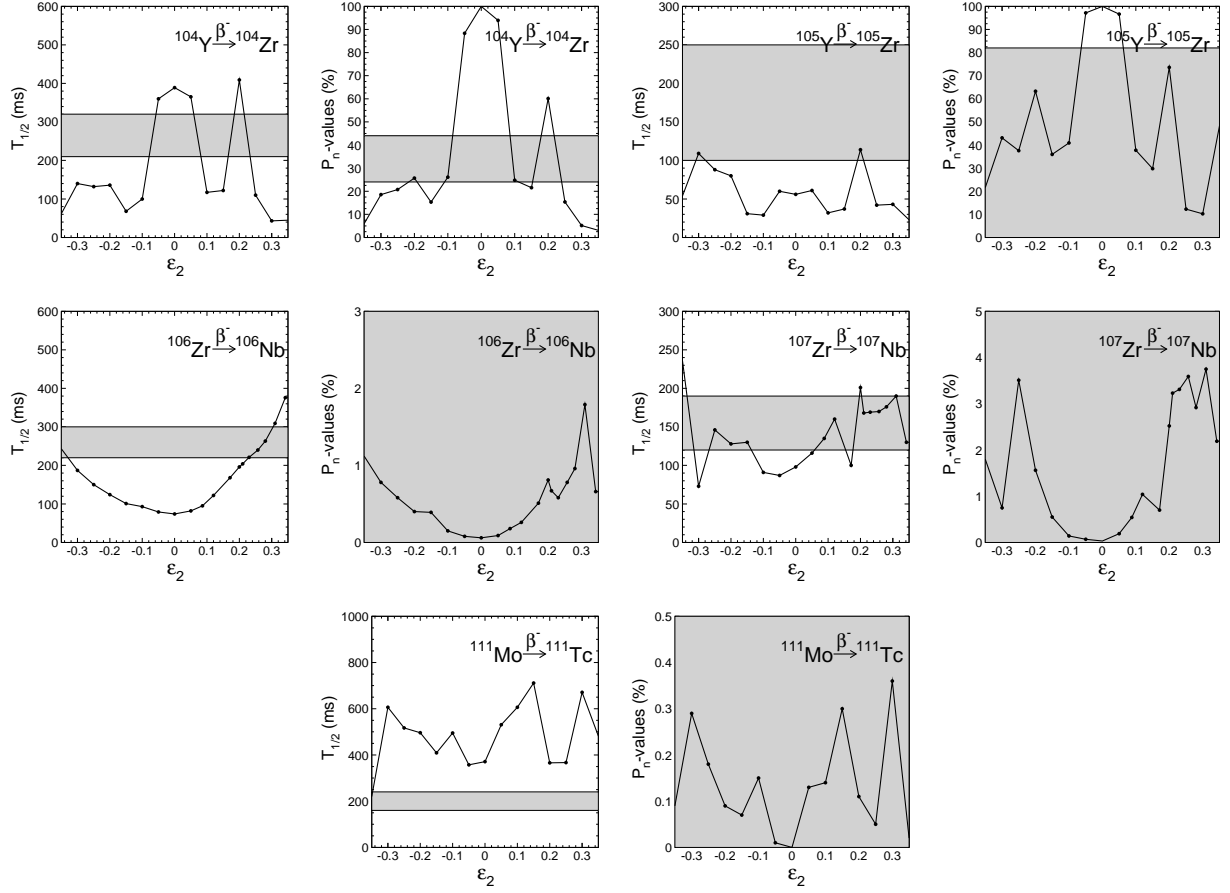 ¹⁰⁴Y β⁻→ ¹⁰⁴Zr
T₁/₂ (ms)
600
500
400
300
200
100
0
-0.3 -0.2 -0.1 0 0.1 0.2 0.3
ε₂
¹⁰⁴Y β⁻→ ¹⁰⁴Zr
Pₙ-values (%)
100
90
80
70
60
50
40
30
20
10
0
-0.3 -0.2 -0.1 0 0.1 0.2 0.3
ε₂
¹⁰⁵Y β⁻→ ¹⁰⁵Zr
T₁/₂ (ms)
300
250
200
150
100
50
0
-0.3 -0.2 -0.1 0 0.1 0.2 0.3
ε₂
¹⁰⁵Y β⁻→ ¹⁰⁵Zr
Pₙ-values (%)
100
90
80
70
60
50
40
30
20
10
0
-0.3 -0.2 -0.1 0 0.1 0.2 0.3
ε₂
¹⁰⁶Zr β⁻→ ¹⁰⁶Nb
T₁/₂ (ms)
600
500
400
300
200
100
0
-0.3 -0.2 -0.1 0 0.1 0.2 0.3
ε₂
¹⁰⁶Zr β⁻→ ¹⁰⁶Nb
Pₙ-values (%)
3
2
1
0
-0.3 -0.2 -0.1 0 0.1 0.2 0.3
ε₂
¹⁰⁷Zr β⁻→ ¹⁰⁷Nb
T₁/₂ (ms)
300
250
200
150
100
50
0
-0.3 -0.2 -0.1 0 0.1 0.2 0.3
ε₂
¹⁰⁷Zr β⁻→ ¹⁰⁷Nb
Pₙ-values (%)
5
4
3
2
1
0
-0.3 -0.2 -0.1 0 0.1 0.2 0.3
ε₂
¹¹¹Mo β⁻→ ¹¹¹Tc
T₁/₂ (ms)
1000
800
600
400
200
0
-0.3 -0.2 -0.1 0 0.1 0.2 0.3
ε₂
¹¹¹Mo β⁻→ ¹¹¹Tc
Pₙ-values (%)
0.5
0.4
0.3
0.2
0.1
0
-0.3 -0.2 -0.1 0 0.1 0.2 0.3
ε₂